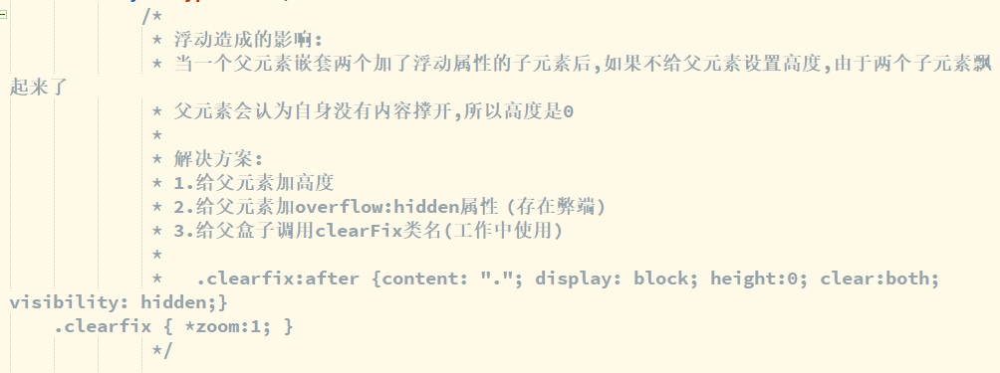 /*
* 浮动造成的影响:
* 当一个父元素嵌套两个加了浮动属性的子元素后,如果不给父元素设置高度,由于两个子元素飘
起来了
* 父元素会认为自身没有内容撑开,所以高度是0
*
* 解决方案:
* 1.给父元素加高度
* 2.给父元素加overflow:hidden属性 (存在弊端)
* 3.给父盒子调用clearFix类名(工作中使用)
*
*   .clearfix:after {content: "."; display: block; height:0; clear:both;
visibility: hidden;}
.clearfix { *zoom:1; }
*/